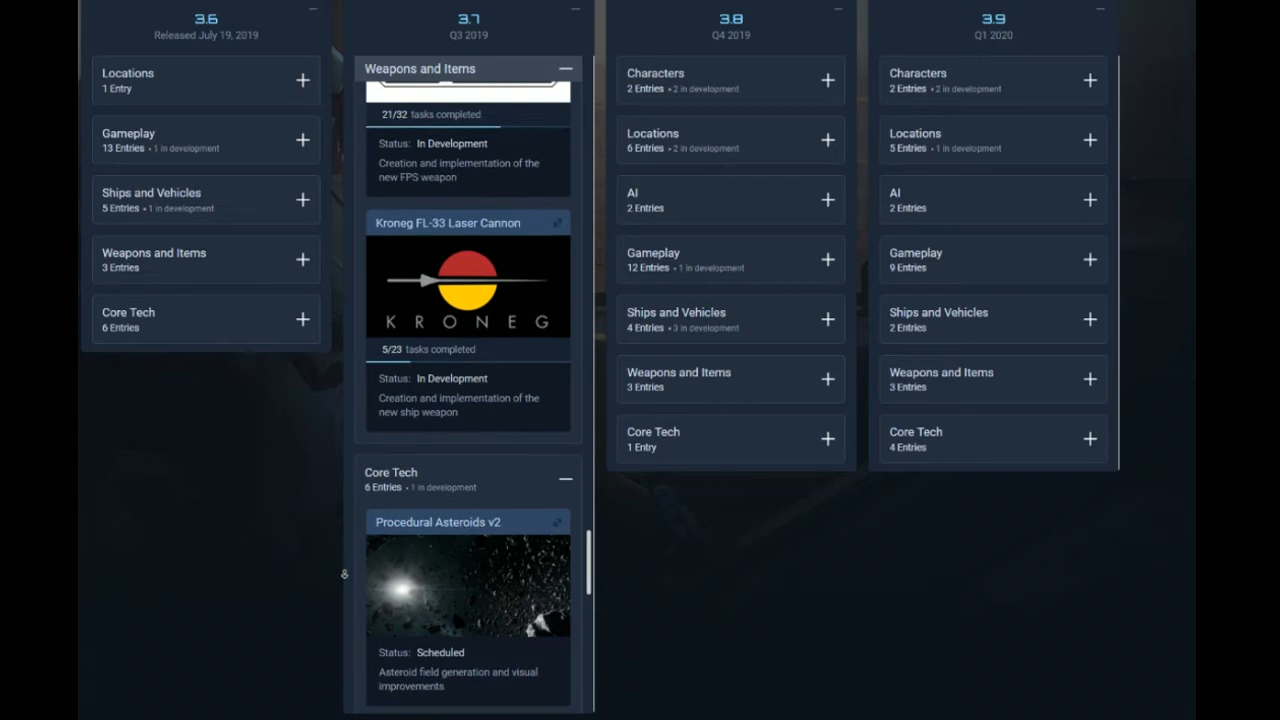 3.6
Released July 19, 2019
Locations
1 Entry
Gameplay
13 Entries • 1 in development
Ships and Vehicles
5 Entries • 1 in development
Weapons and Items
3 Entries
Core Tech
6 Entries
3.7
Q3 2019
Weapons and Items
21/32 tasks completed
Status: In Development
Creation and implementation of the
new FPS weapon
Kroneg FL-33 Laser Cannon
KRONEG
5/23 tasks completed
Status: In Development
Creation and implementation of the
new ship weapon
Core Tech
6 Entries • 1 in development
Procedural Asteroids v2
Status: Scheduled
Asteroid field generation and visual
improvements
3.8
Q4 2019
Characters
2 Entries • 2 in development
Locations
6 Entries • 2 in development
AI
2 Entries
Gameplay
12 Entries • 1 in development
Ships and Vehicles
4 Entries • 3 in development
Weapons and Items
3 Entries
Core Tech
1 Entry
3.9
Q1 2020
Characters
2 Entries • 2 in development
Locations
5 Entries • 1 in development
AI
2 Entries
Gameplay
9 Entries
Ships and Vehicles
2 Entries
Weapons and Items
3 Entries
Core Tech
4 Entries